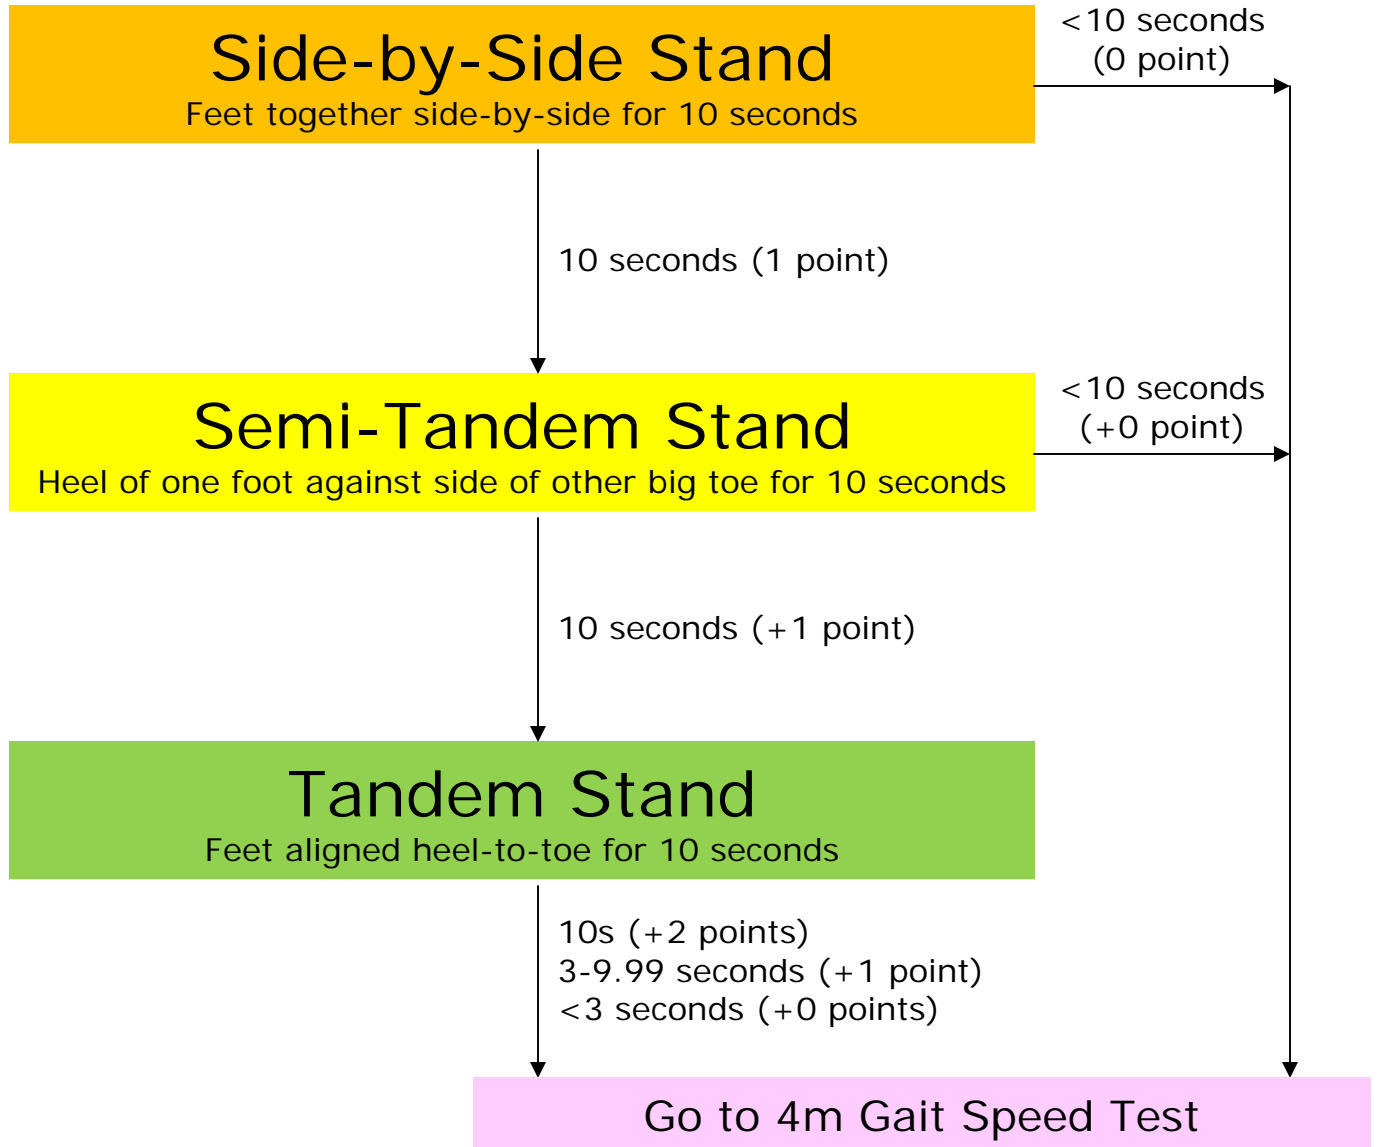 Side-by-Side Stand
Feet together side-by-side for 10 seconds
<10 seconds
(0 point)
10 seconds (1 point)
Semi-Tandem Stand
Heel of one foot against side of other big toe for 10 seconds
<10 seconds
(+0 point)
10 seconds (+1 point)
Tandem Stand
Feet aligned heel-to-toe for 10 seconds
10s (+2 points)
3-9.99 seconds (+1 point)
<3 seconds (+0 points)
Go to 4m Gait Speed Test